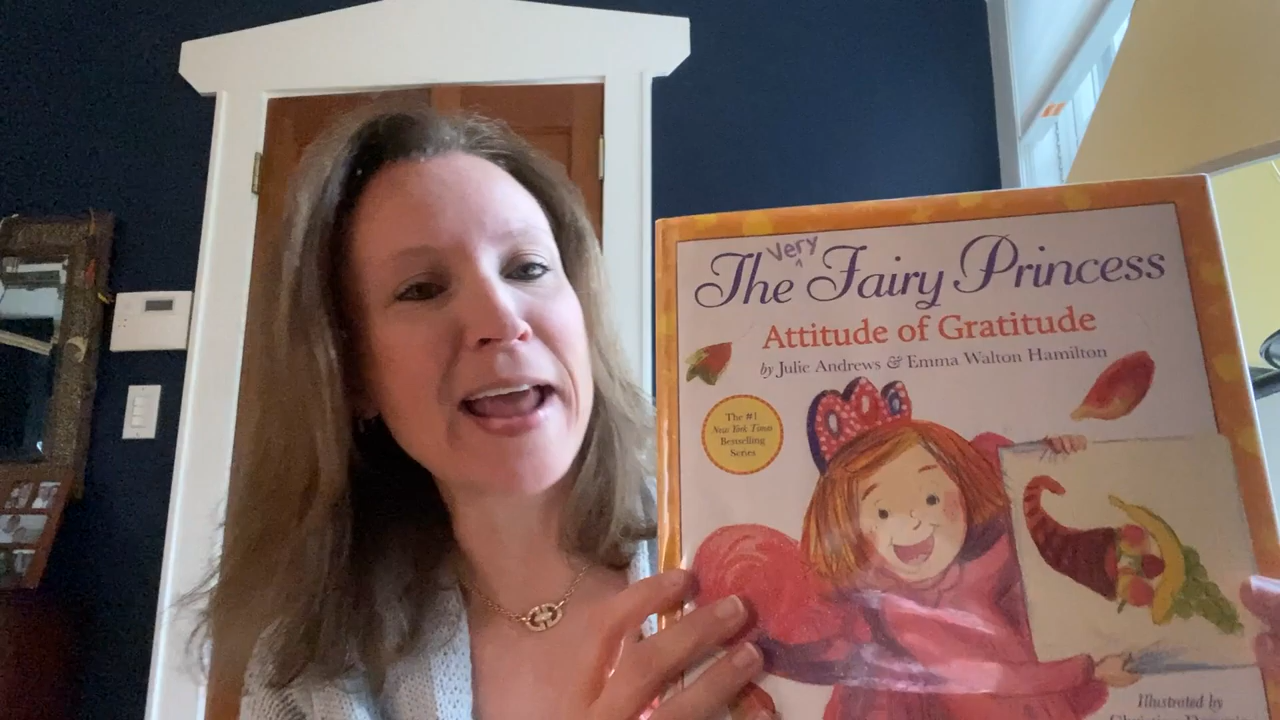 The Very Fairy Princess
Attitude of Gratitude
by Julie Andrews & Emma Walton Hamilton
The #1
New York Times
Bestselling
Series
Illustrated by